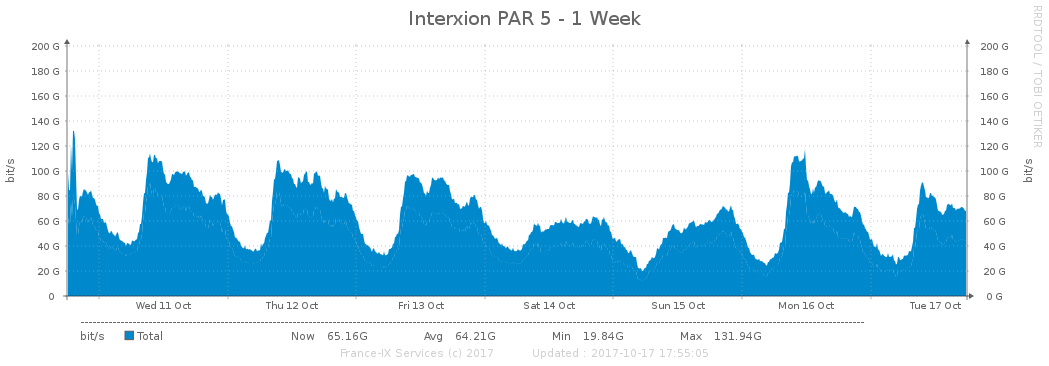 Interxion PAR 5 - 1 Week
RRDTOOL / TOBI OETIKER
bit/s
200 G
180 G
160 G
140 G
120 G
100 G
80 G
60 G
40 G
20 G
0
200 G
180 G
160 G
140 G
120 G
100 G
80 G
60 G
40 G
20 G
0 G
bit/s
Wed 11 Oct Thu 12 Oct Fri 13 Oct Sat 14 Oct Sun 15 Oct Mon 16 Oct Tue 17 Oct
bit/s Total Now 65.16G Avg 64.21G Min 19.84G Max 131.94G
France-IX Services (c) 2017 Updated : 2017-10-17 17:55:05